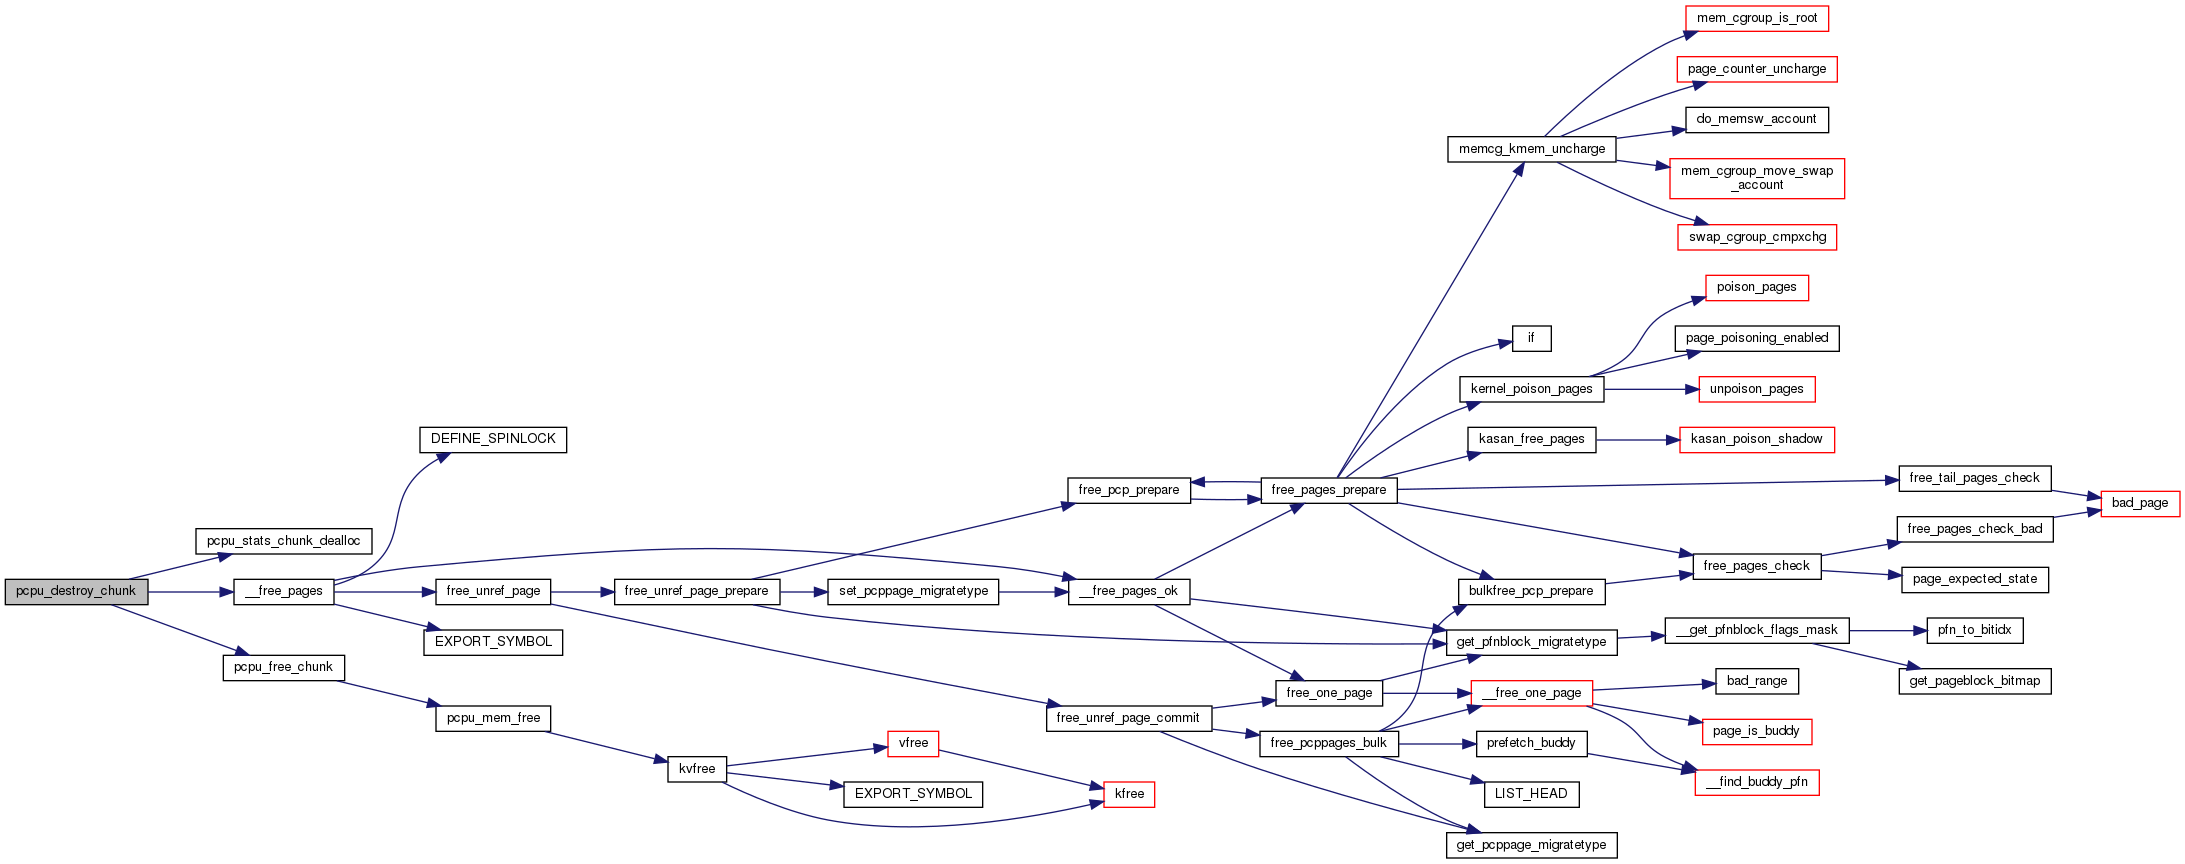 mem_cgroup_is_root
page_counter_uncharge
do_memsw_account
memcg_kmem_uncharge
mem_cgroup_move_swap
_account
swap_cgroup_cmpxchg
poison_pages
if
page_poisoning_enabled
kernel_poison_pages
unpoison_pages
DEFINE_SPINLOCK
kasan_free_pages
kasan_poison_shadow
free_pcp_prepare
free_pages_prepare
free_tail_pages_check
bad_page
pcpu_stats_chunk_dealloc
free_pages_check_bad
free_pages_check
page_expected_state
pcpu_destroy_chunk
__free_pages
free_unref_page
free_unref_page_prepare
set_pcppage_migratetype
__free_pages_ok
bulkfree_pcp_prepare
EXPORT_SYMBOL
get_pfnblock_migratetype
__get_pfnblock_flags_mask
pfn_to_bitidx
pcpu_free_chunk
free_one_page
__free_one_page
bad_range
get_pageblock_bitmap
pcpu_mem_free
free_unref_page_commit
page_is_buddy
vfree
free_pcppages_bulk
prefetch_buddy
kvfree
__find_buddy_pfn
EXPORT_SYMBOL
kfree
LIST_HEAD
get_pcppage_migratetype